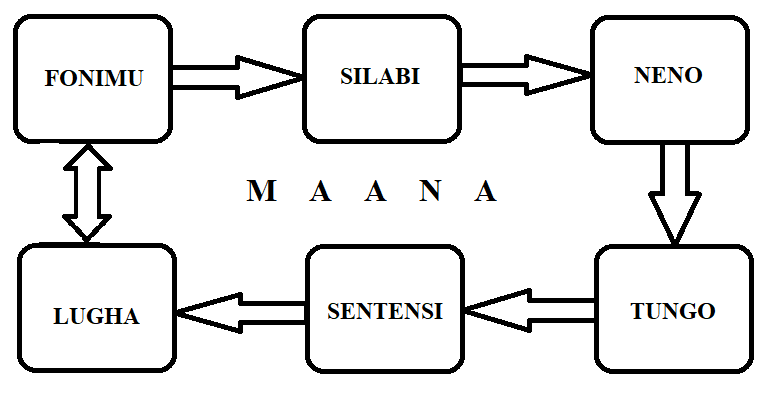 FONIMU
SILABI
NENO
M A A N A
LUGHA
SENTENSI
TUNGO